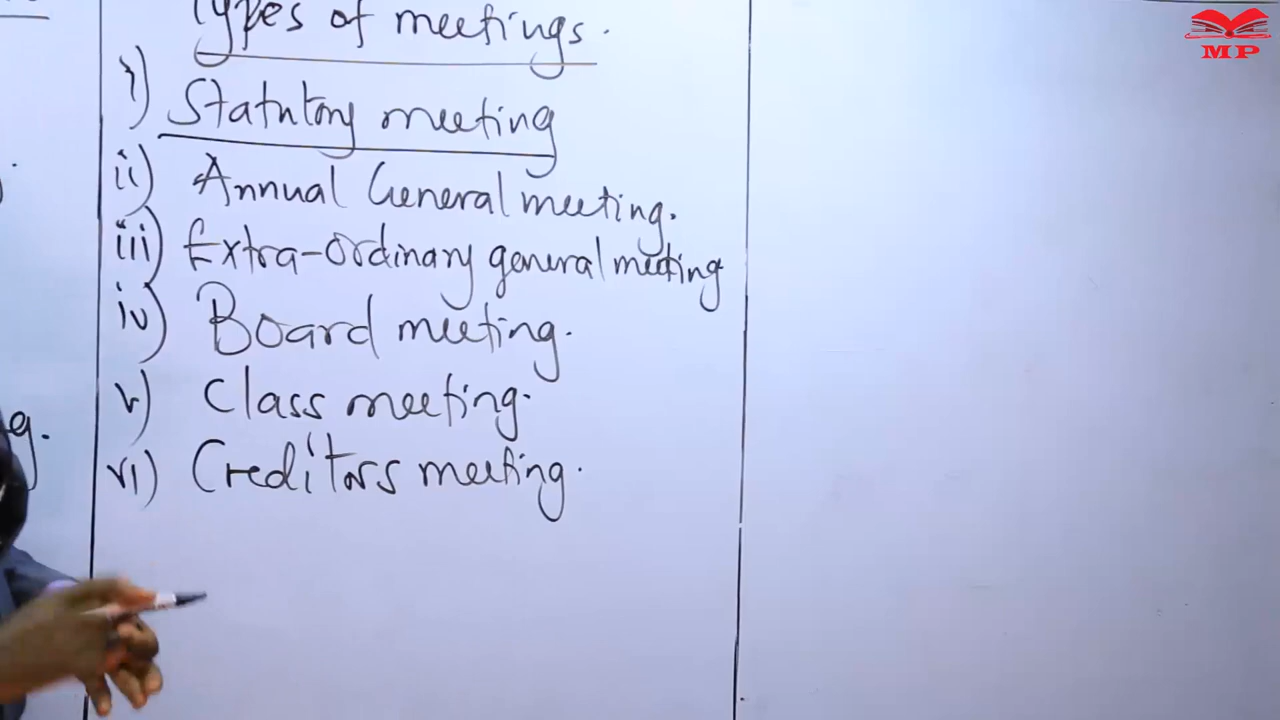 Types of meetings.
i) Statutory meeting
ii) Annual General meeting.
iii) Extra-ordinary general meeting
iv) Board meeting.
v) Class meeting.
vi) Creditors meeting.
g.
MP